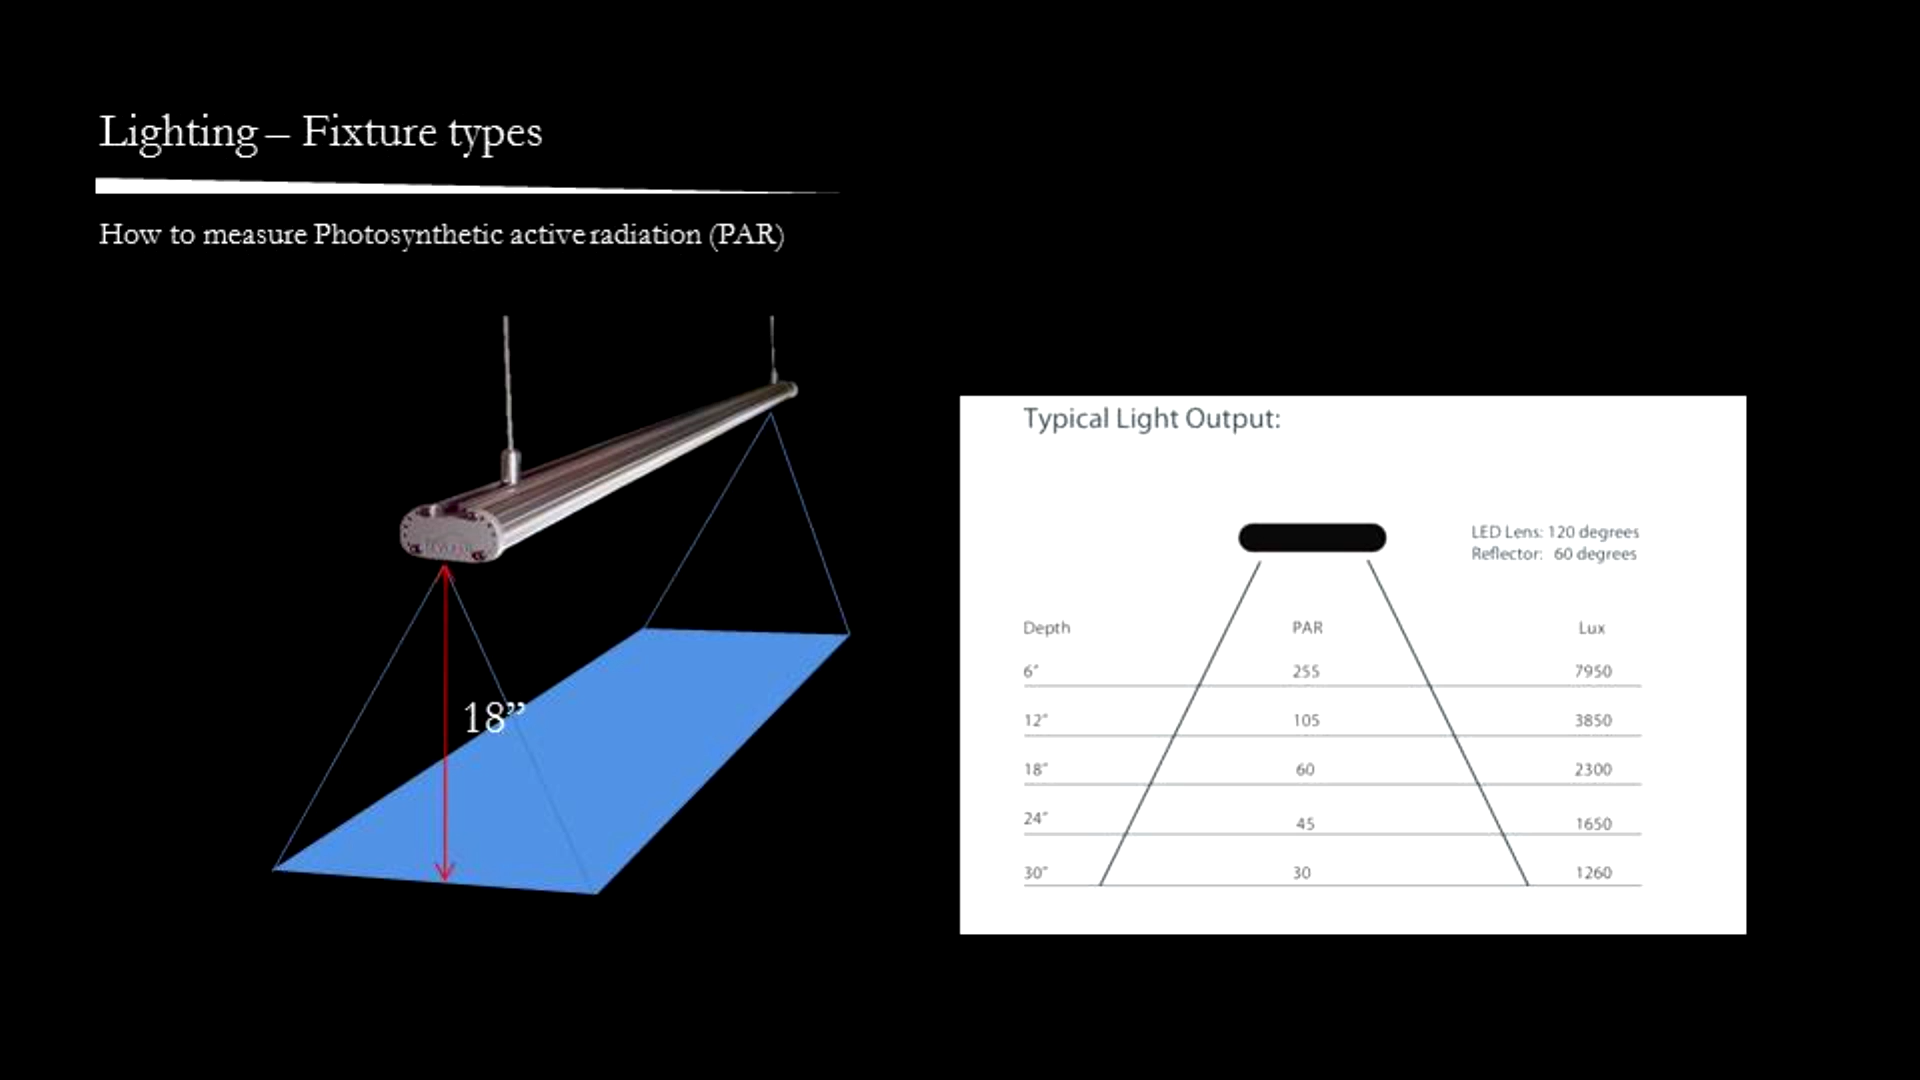 Lighting – Fixture types
How to measure Photosynthetic active radiation (PAR)
18”
Typical Light Output:
LED Lens: 120 degrees
Reflector: 60 degrees
Depth PAR Lux
6" 255 7950
12" 105 3850
18" 60 2300
24" 45 1650
30" 30 1260